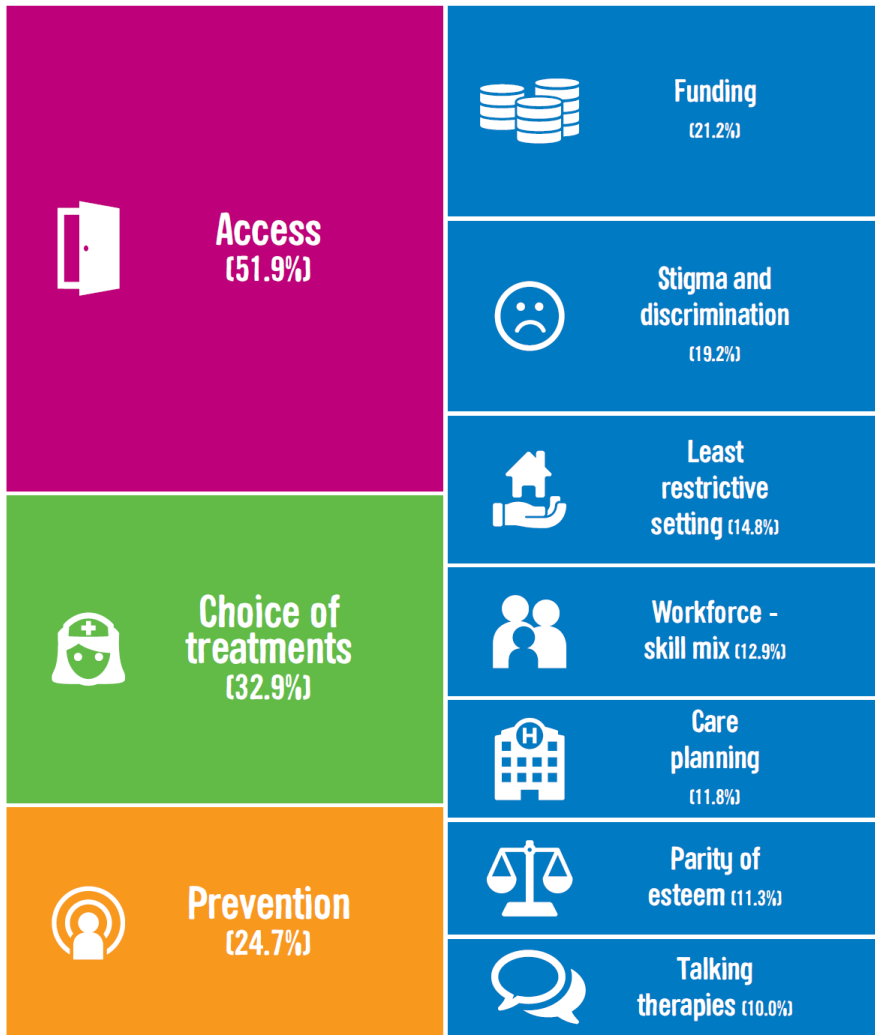 Access
(51.9%)
Choice of
treatments
(32.9%)
Prevention
(24.7%)
Funding
(21.2%)
Stigma and
discrimination
(19.2%)
Least
restrictive
setting (14.8%)
Workforce -
skill mix (12.9%)
H
Care
planning
(11.8%)
Parity of
esteem (11.3%)
Talking
therapies (10.0%)